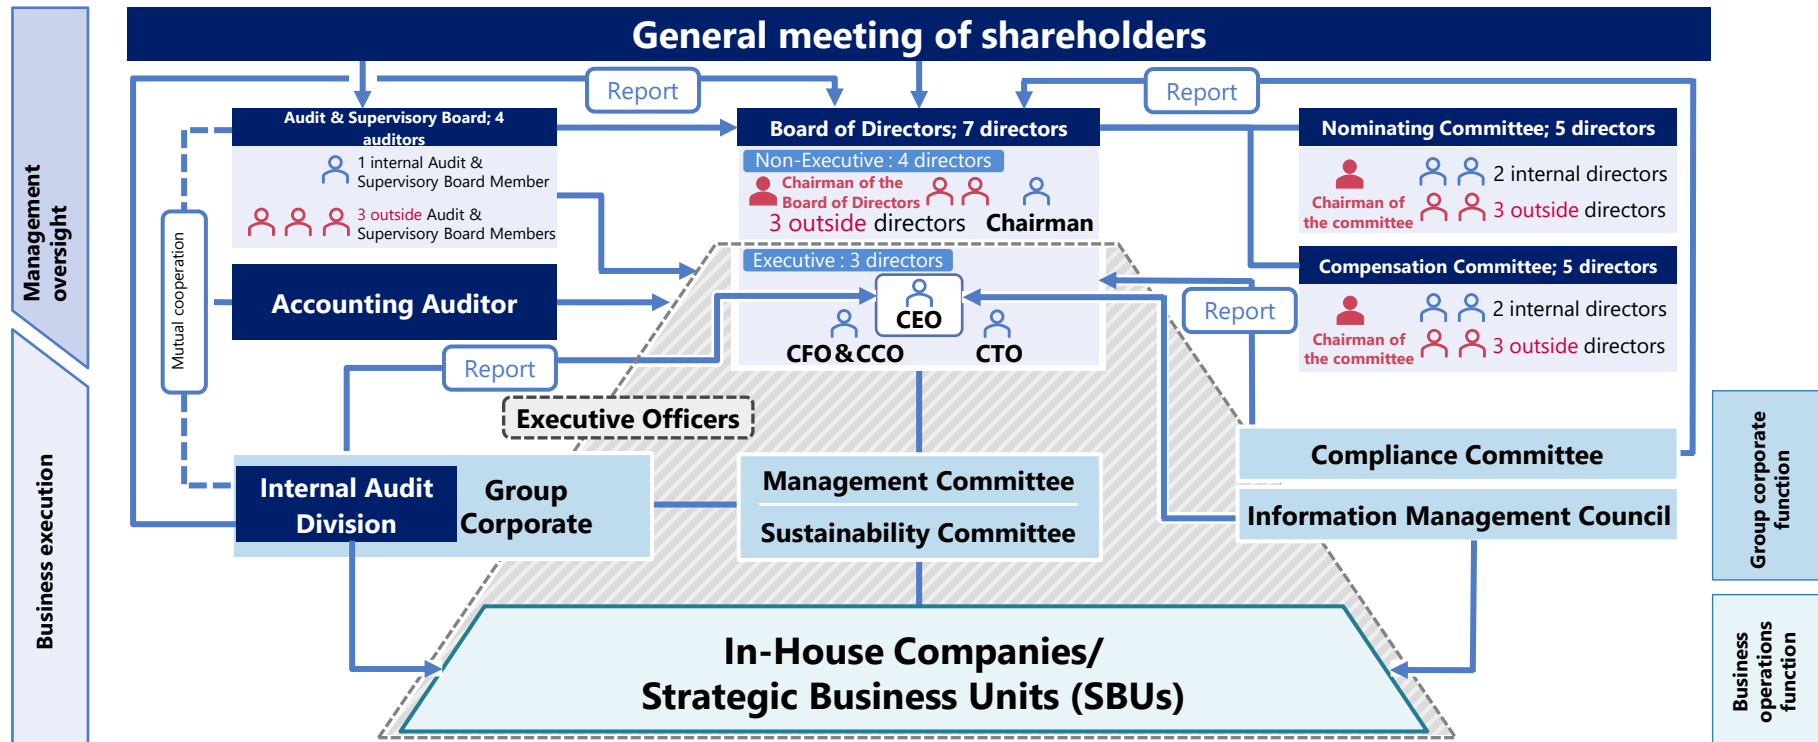 General meeting of shareholders
Management
oversight
Business execution
Report
Report
Audit & Supervisory Board; 4
auditors
1 internal Audit &
Supervisory Board Member
3 outside Audit &
Supervisory Board Members
Mutual cooperation
Accounting Auditor
Board of Directors; 7 directors
Non-Executive : 4 directors
Chairman of the
Board of Directors
3 outside directors
Chairman
Executive : 3 directors
CEO
CFO&CCO
CTO
Nominating Committee; 5 directors
Chairman of
the committee
2 internal directors
3 outside directors
Compensation Committee; 5 directors
Chairman of
the committee
2 internal directors
3 outside directors
Report
Report
Executive Officers
Internal Audit
Division
Group
Corporate
Management Committee
Sustainability Committee
Compliance Committee
Information Management Council
Group corporate
function
In-House Companies/
Strategic Business Units (SBUs)
Business
operations
function